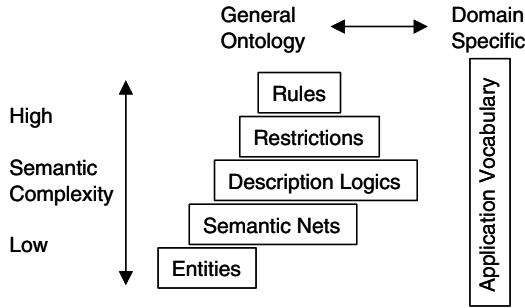 General
Ontology
Domain
Specific
High
Semantic
Complexity
Low
Rules
Restrictions
Description Logics
Semantic Nets
Entities
Application Vocabulary